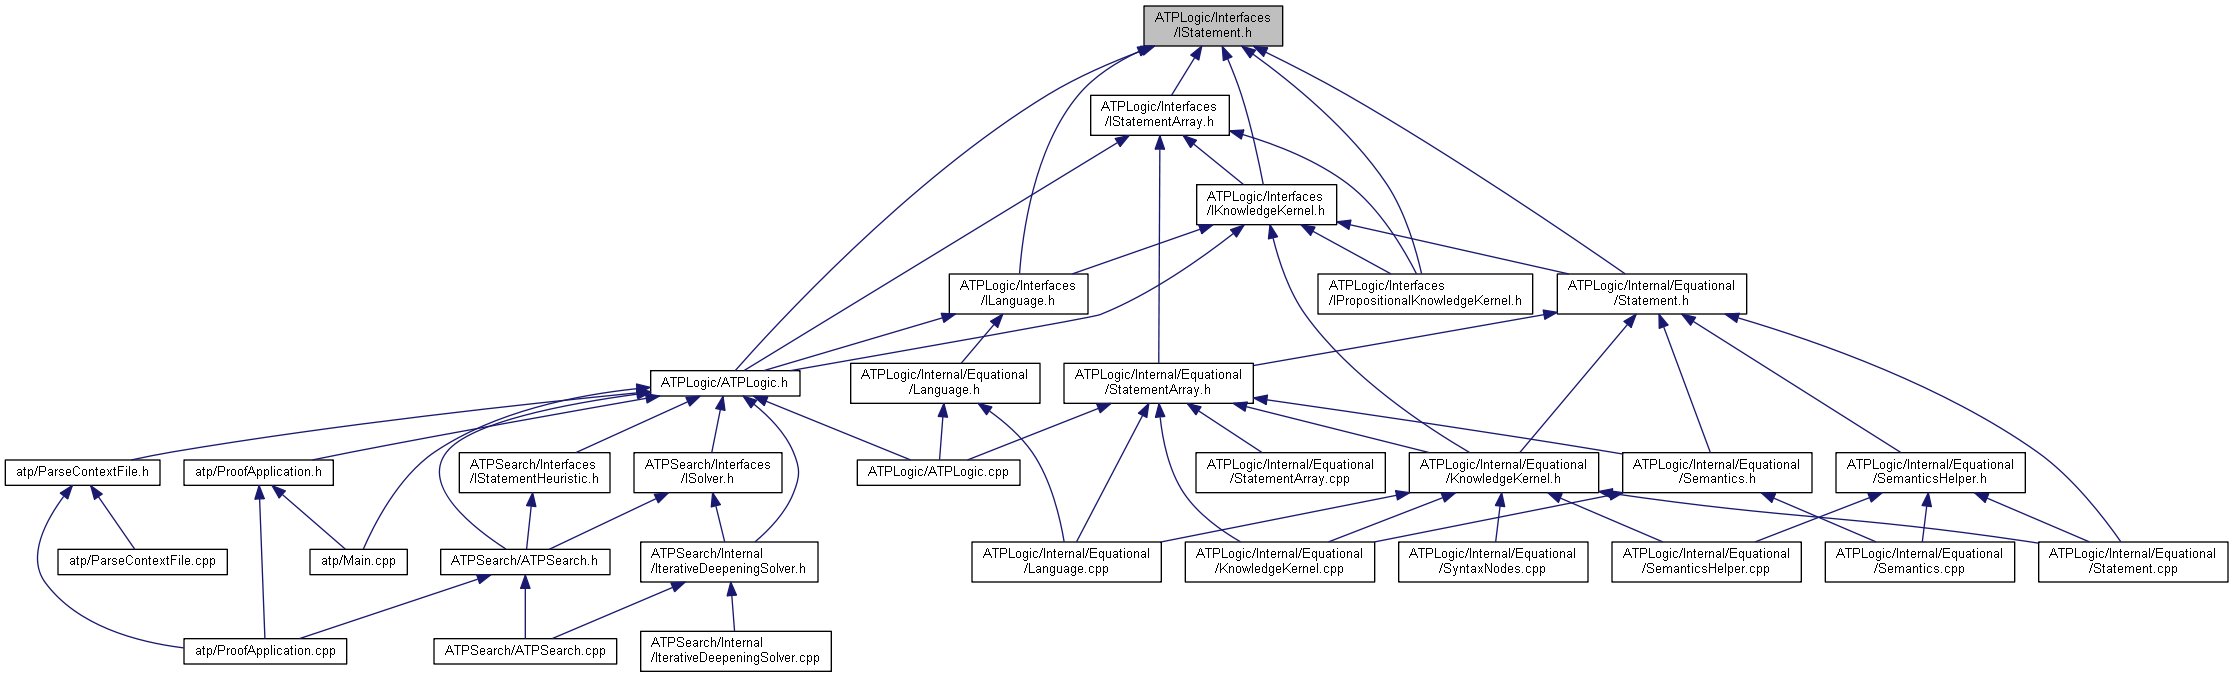 ATPLogic/Interfaces
/IStatement.h
ATPLogic/Interfaces
/IStatementArray.h
ATPLogic/Interfaces
/IKnowledgeKernel.h
ATPLogic/Interfaces
/ILanguage.h
ATPLogic/Interfaces
/IPropositionalKnowledgeKernel.h
ATPLogic/Internal/Equational
/Statement.h
ATPLogic/ATPLogic.h
ATPLogic/Internal/Equational
/Language.h
ATPLogic/Internal/Equational
/StatementArray.h
atp/ParseContextFile.h
atp/ProofApplication.h
ATPSearch/Interfaces
/IStatementHeuristic.h
ATPSearch/Interfaces
/ISolver.h
ATPLogic/ATPLogic.cpp
ATPLogic/Internal/Equational
/StatementArray.cpp
ATPLogic/Internal/Equational
/KnowledgeKernel.h
ATPLogic/Internal/Equational
/Semantics.h
ATPLogic/Internal/Equational
/SemanticsHelper.h
atp/ParseContextFile.cpp
atp/Main.cpp
ATPSearch/ATPSearch.h
ATPSearch/Internal
/IterativeDeepeningSolver.h
ATPLogic/Internal/Equational
/Language.cpp
ATPLogic/Internal/Equational
/KnowledgeKernel.cpp
ATPLogic/Internal/Equational
/SyntaxNodes.cpp
ATPLogic/Internal/Equational
/SemanticsHelper.cpp
ATPLogic/Internal/Equational
/Semantics.cpp
ATPLogic/Internal/Equational
/Statement.cpp
atp/ProofApplication.cpp
ATPSearch/ATPSearch.cpp
ATPSearch/Internal
/IterativeDeepeningSolver.cpp